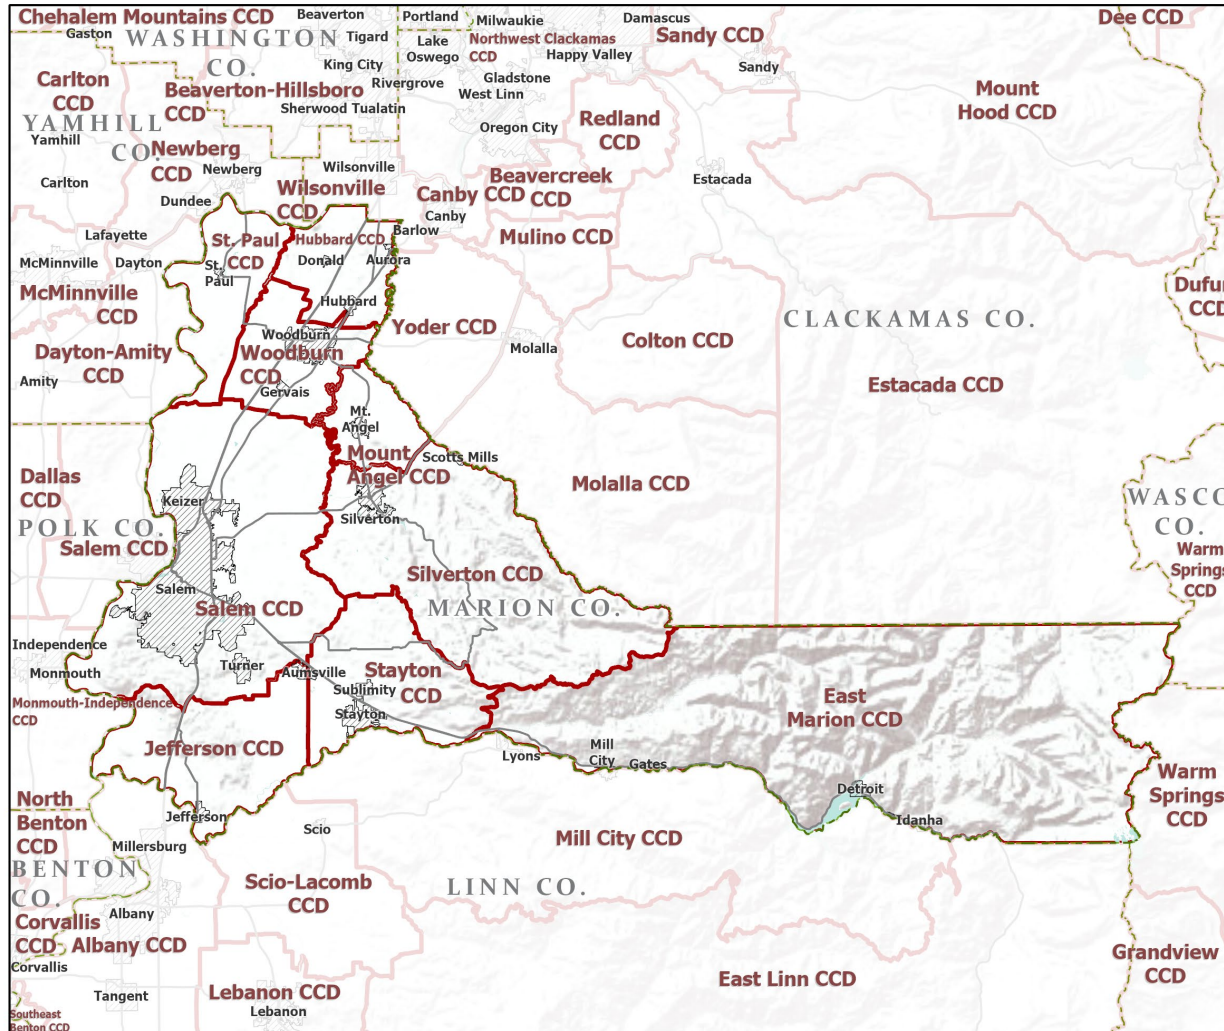 Chehalem Mountains CCD
Beaverton
Portland
Milwaukie
Damascus
Dee CCD
Gaston
WASHINGTON
CO.
Tigard
Lake
Oswego
Northwest Clackamas
CCD
Happy Valley
Sandy CCD
Sandy
King City
Rivergrove
Gladstone
West Linn
Carlton
CCD
Beaverton-Hillsboro
CCD
Sherwood
Tualatin
Oregon City
Redland
CCD
Mount
Hood CCD
YAMHILL
CO.
Yamhill
Newberg
CCD
Newberg
Wilsonville
Carlton
Dundee
Wilsonville
CCD
Canby CCD
Canby
Beavercreek
CCD
Estacada
Barlow
Mulino CCD
Lafayette
St. Paul
CCD
Hubbard CCD
Donald
Aurora
McMinnville
Dayton
St.
Paul
McMinnville
CCD
Hubbard
Dufur
CCD
Yoder CCD
CLACKAMAS CO.
Woodburn
Molalla
Colton CCD
Dayton-Amity
CCD
Woodburn
CCD
Amity
Gervais
Estacada CCD
Mt.
Angel
Mount
Angel CCD
Scotts Mills
Dallas
CCD
Molalla CCD
Keizer
WASCO
CO.
Silverton
POLK CO.
Salem CCD
Warm
Springs
CCD
Silverton CCD
Salem
Salem CCD
MARION CO.
Independence
Monmouth
Turner
Aumsville
Stayton
CCD
Sublimity
Stayton
East
Marion CCD
Monmouth-Independence
CCD
Jefferson CCD
Lyons
Mill
City
Gates
Warm
Springs
CCD
Detroit
North
Benton
CCD
Jefferson
Idanha
Scio
Millersburg
Mill City CCD
BENTON
CO.
Scio-Lacomb
CCD
LINN CO.
Albany
Corvallis
CCD
Albany CCD
Corvallis
Grandview
CCD
Tangent
Lebanon CCD
Lebanon
East Linn CCD
Southeast
Benton CCD